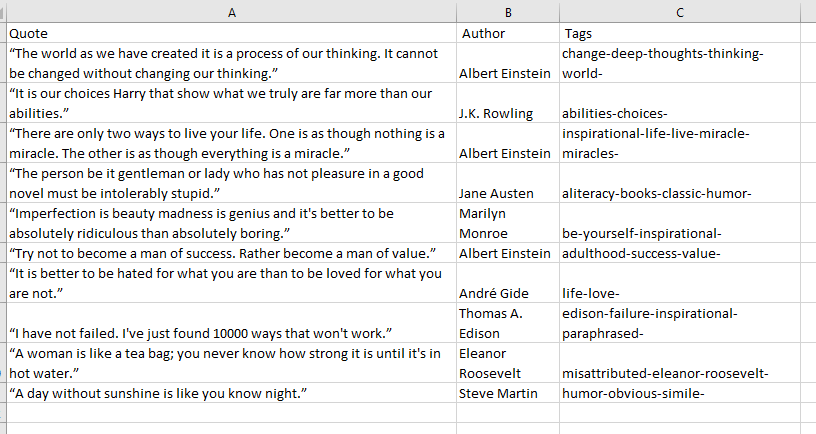 A B C
Quote Author Tags
“The world as we have created it is a process of our thinking. It cannot
be changed without changing our thinking.”
Albert Einstein
change-deep-thoughts-thinking-
world-
“It is our choices Harry that show what we truly are far more than our
abilities.”
J.K. Rowling
abilities-choices-
“There are only two ways to live your life. One is as though nothing is a
miracle. The other is as though everything is a miracle.”
Albert Einstein
inspirational-life-live-miracle-
miracles-
“The person be it gentleman or lady who has not pleasure in a good
novel must be intolerably stupid.”
Jane Austen
aliteracy-books-classic-humor-
“Imperfection is beauty madness is genius and it's better to be
absolutely ridiculous than absolutely boring.”
Marilyn
Monroe
be-yourself-inspirational-
“Try not to become a man of success. Rather become a man of value.”
Albert Einstein
adulthood-success-value-
“It is better to be hated for what you are than to be loved for what you
are not.”
André Gide
life-love-
“I have not failed. I've just found 10000 ways that won't work.”
Thomas A.
Edison
edison-failure-inspirational-
paraphrased-
“A woman is like a tea bag; you never know how strong it is until it's in
hot water.”
Eleanor
Roosevelt
misattributed-eleanor-roosevelt-
“A day without sunshine is like you know night.”
Steve Martin
humor-obvious-simile-